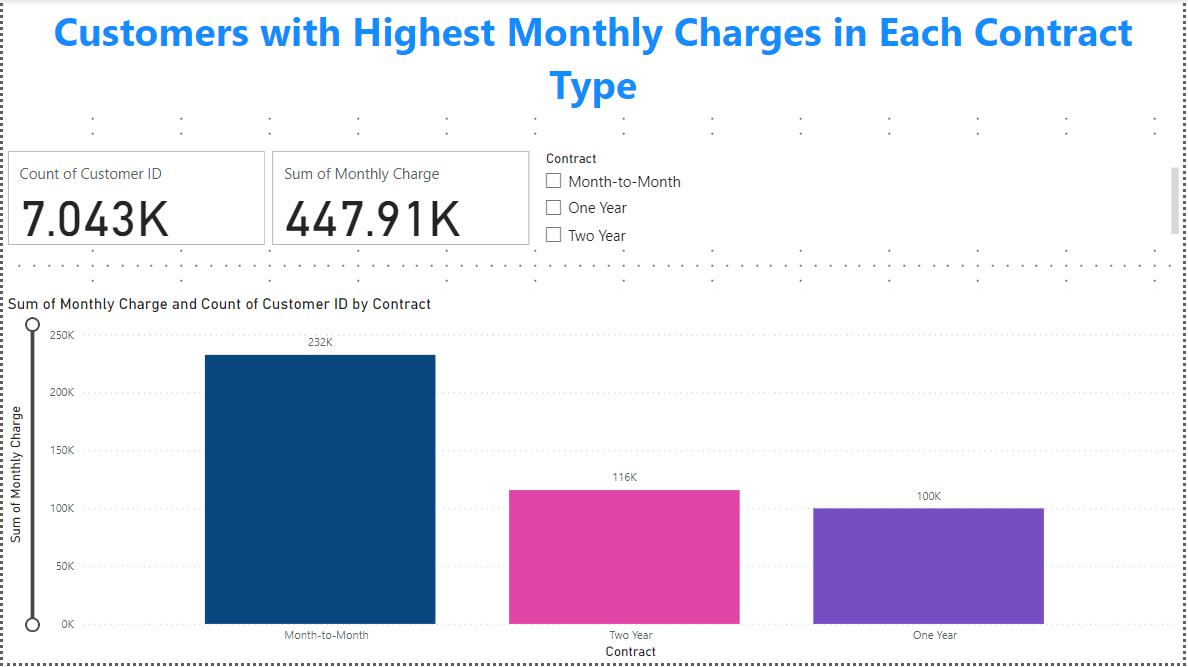 Customers with Highest Monthly Charges in Each Contract
Type
Count of Customer ID
7.043K
Sum of Monthly Charge
447.91K
Contract
Month-to-Month
One Year
Two Year
Sum of Monthly Charge and Count of Customer ID by Contract
Sum of Monthly Charge
250K
200K
150K
100K
50K
0K
232K
116K
100K
Month-to-Month
Two Year
One Year
Contract